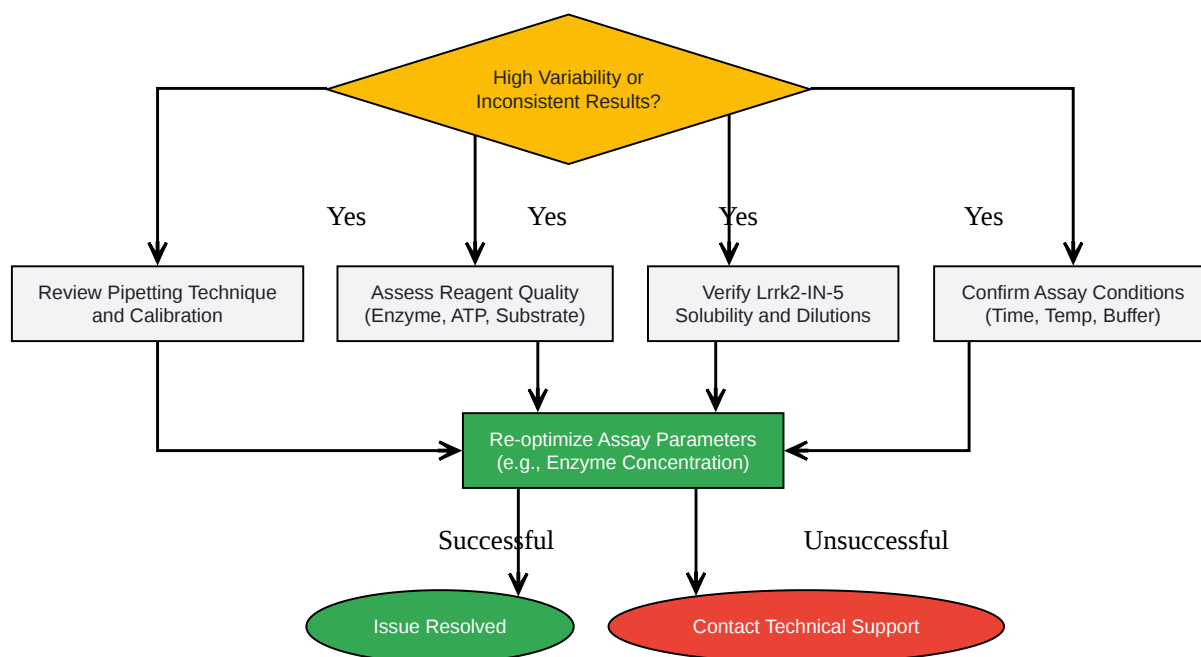 High Variability or
Inconsistent Results?
Yes
Yes
Yes
Yes
Review Pipetting Technique
and Calibration
Assess Reagent Quality
(Enzyme, ATP, Substrate)
Verify Lrrk2-IN-5
Solubility and Dilutions
Confirm Assay Conditions
(Time, Temp, Buffer)
Re-optimize Assay Parameters
(e.g., Enzyme Concentration)
Successful
Unsuccessful
Issue Resolved
Contact Technical Support